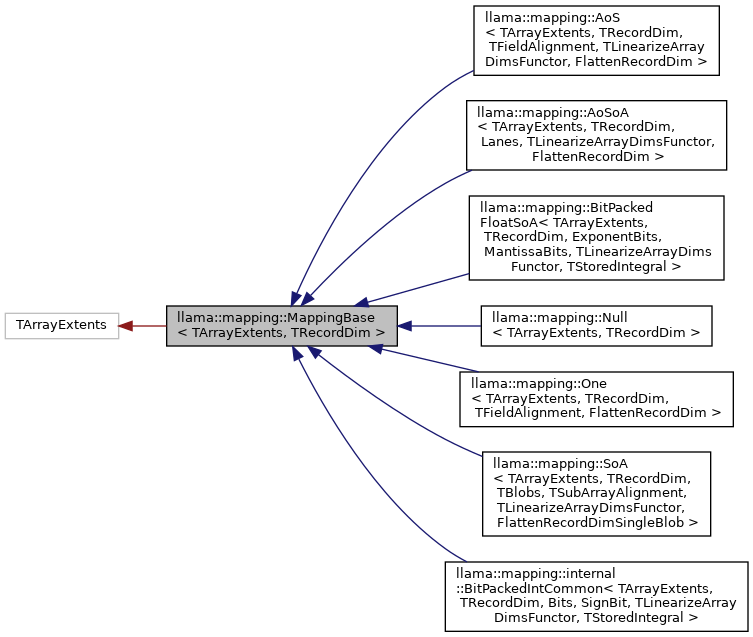 llama::mapping::AoS
< TArrayExtents, TRecordDim,
TFieldAlignment, TLinearizeArray
DimsFunctor, FlattenRecordDim >
llama::mapping::AoSoA
< TArrayExtents, TRecordDim,
Lanes, TLinearizeArrayDimsFunctor,
FlattenRecordDim >
llama::mapping::BitPacked
FloatSoA< TArrayExtents,
TRecordDim, ExponentBits,
MantissaBits, TLinearizeArrayDims
Functor, TStoredIntegral >
TArrayExtents
llama::mapping::MappingBase
< TArrayExtents, TRecordDim >
llama::mapping::Null
< TArrayExtents, TRecordDim >
llama::mapping::One
< TArrayExtents, TRecordDim,
TFieldAlignment, FlattenRecordDim >
llama::mapping::SoA
< TArrayExtents, TRecordDim,
TBlobs, TSubArrayAlignment,
TLinearizeArrayDimsFunctor,
FlattenRecordDimSingleBlob >
llama::mapping::internal
::BitPackedIntCommon< TArrayExtents,
TRecordDim, Bits, SignBit, TLinearizeArray
DimsFunctor, TStoredIntegral >